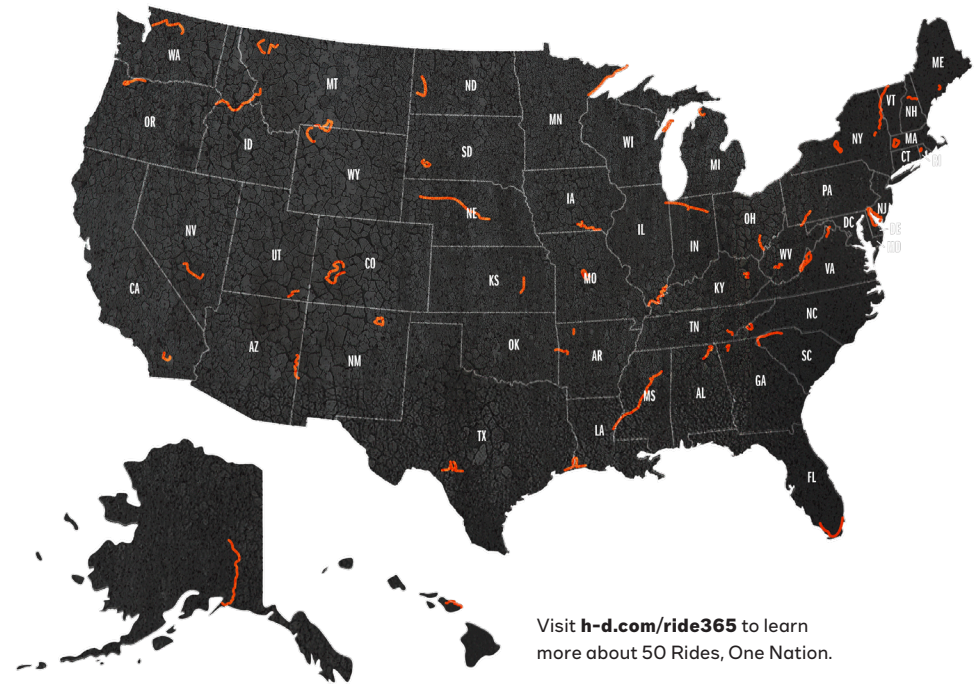 WA
MT
ND
MN
ME
OR
ID
SD
WI
VT
NH
NY
MA
CT
RI
MI
WY
NE
IA
PA
NJ
NV
UT
CO
IL
IN
OH
DC
DE
MD
WV
VA
CA
KS
MO
KY
NC
TN
AZ
NM
OK
AR
SC
GA
AL
MS
LA
TX
FL
Visit h-d.com/ride365 to learn
more about 50 Rides, One Nation.